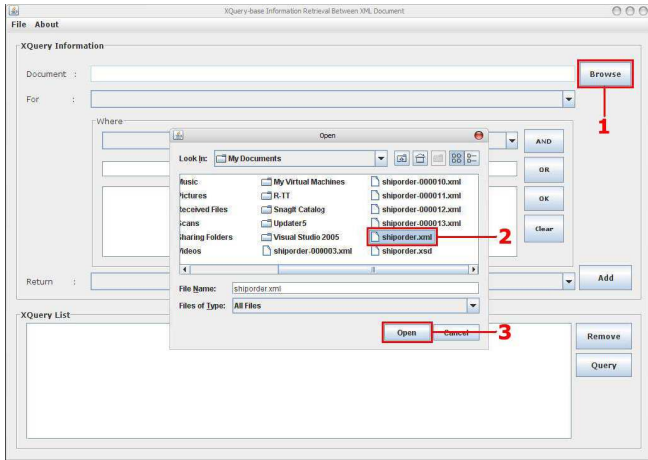 XQuery-base Information Retrieval Between XML Document
File About
XQuery Information
Document :
Browse
1
For :
Where
Open
AND
Look In: My Documents
OR
Music My Virtual Machines shiporder-000010.xml
Pictures R-TT shiporder-000011.xml
Received Files SnagIt Catalog shiporder-000012.xml
OK
Scans Updater5 shiporder-000013.xml
Sharing Folders Visual Studio 2005 shiporder.xml
2
Clear
Videos shiporder-000003.xml shiporder.xsd
Return :
Add
File Name: shiporder.xml
Files of Type: All Files
XQuery List
Open Cancel
3
Remove
Query